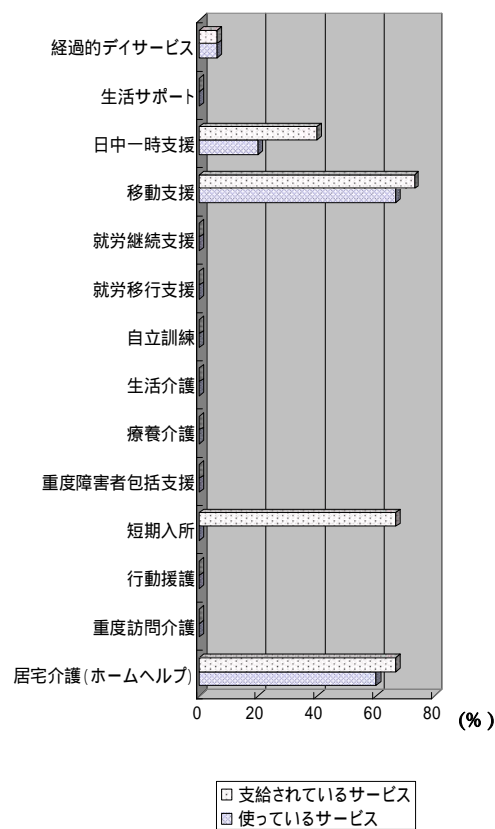 経過的デイサービス
生活サポート
日中一時支援
移動支援
就労継続支援
就労移行支援
自立訓練
生活介護
療養介護
重度障害者包括支援
短期入所
行動援護
重度訪問介護
居宅介護(ホームヘルプ)
0 20 40 60 80 (%)
支給されているサービス
使っているサービス